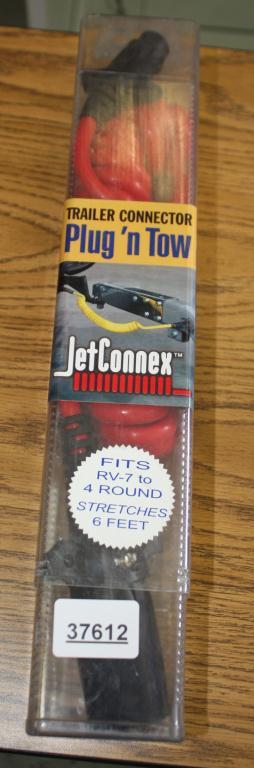 TRAILER CONNECTOR
Plug 'n Tow
JetConnex™
FITS
RV-7 to
4 ROUND
STRETCHES
6 FEET
37612